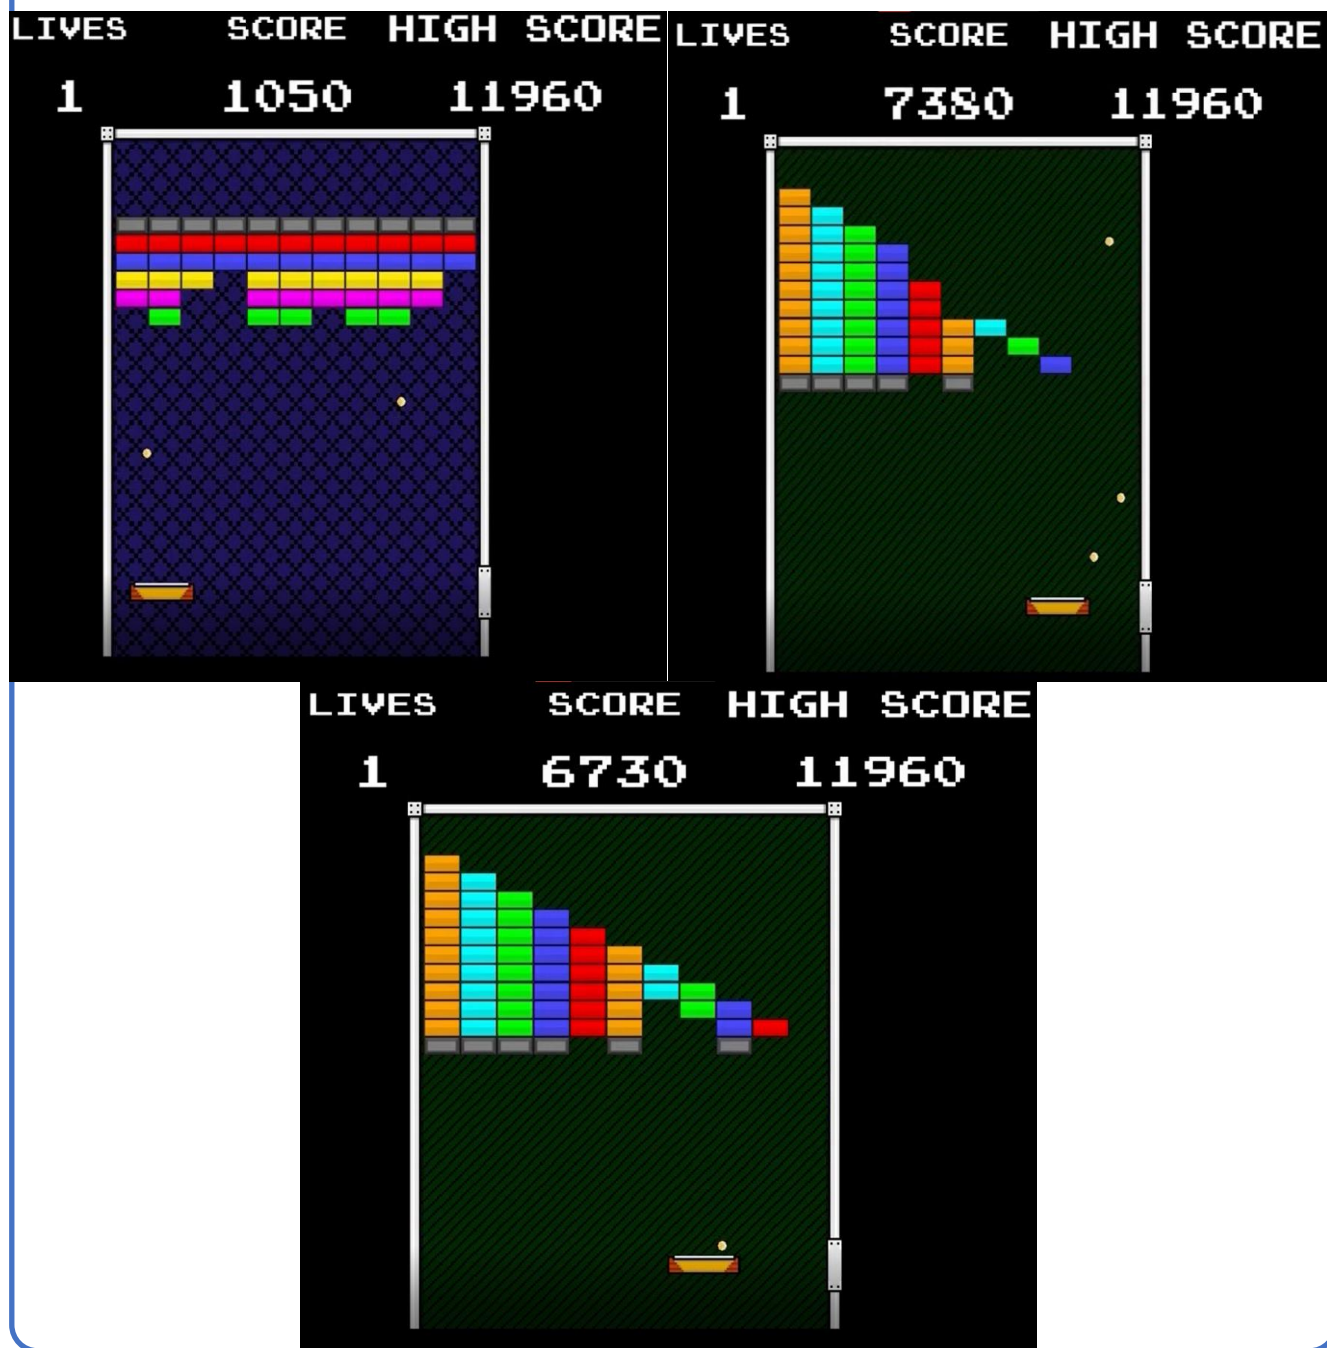 LIVES SCORE HIGH SCORE
1 1050 11960
LIVES SCORE HIGH SCORE
1 7380 11960
LIVES SCORE HIGH SCORE
1 6730 11960